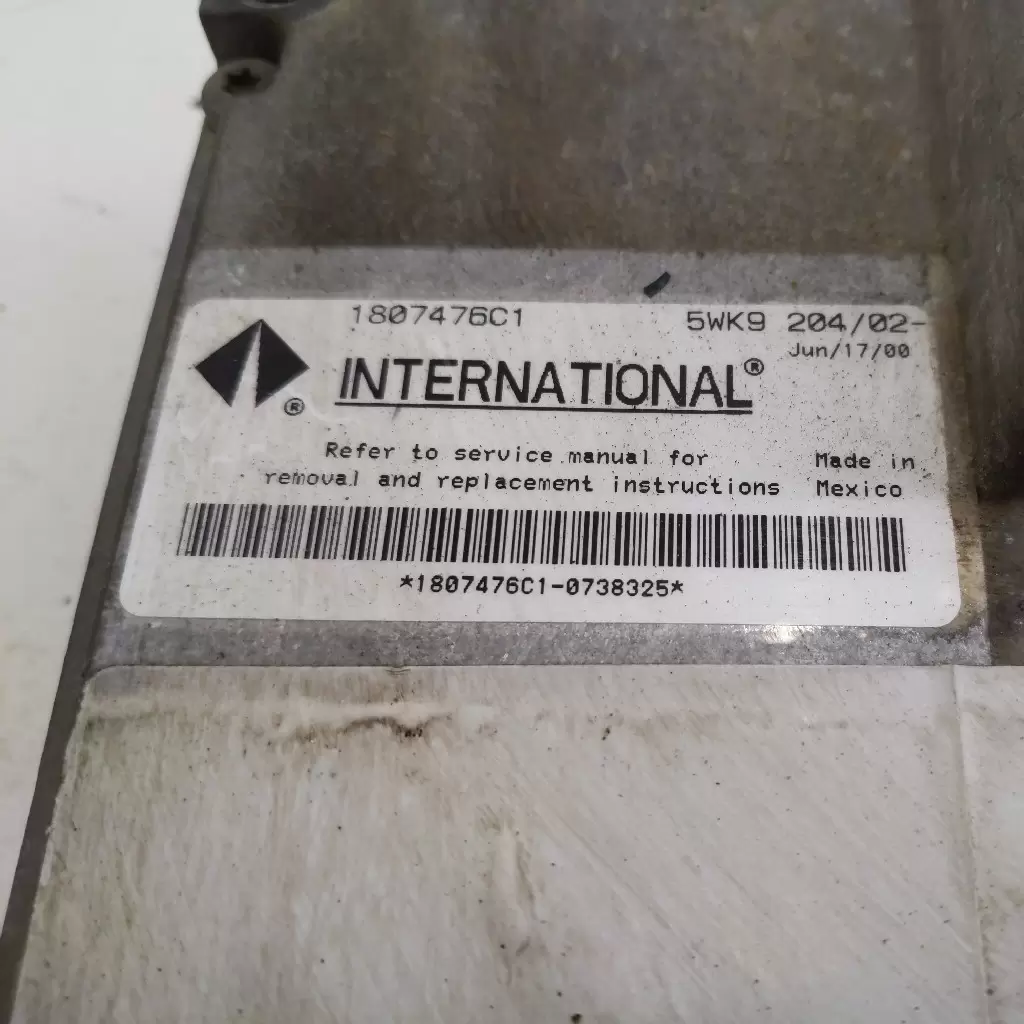 1807476C1 5WK9 204/02-
Jun/17/00
INTERNATIONAL®
®
Refer to service manual for
removal and replacement instructions
Made in
Mexico
*1807476C1-0738325*